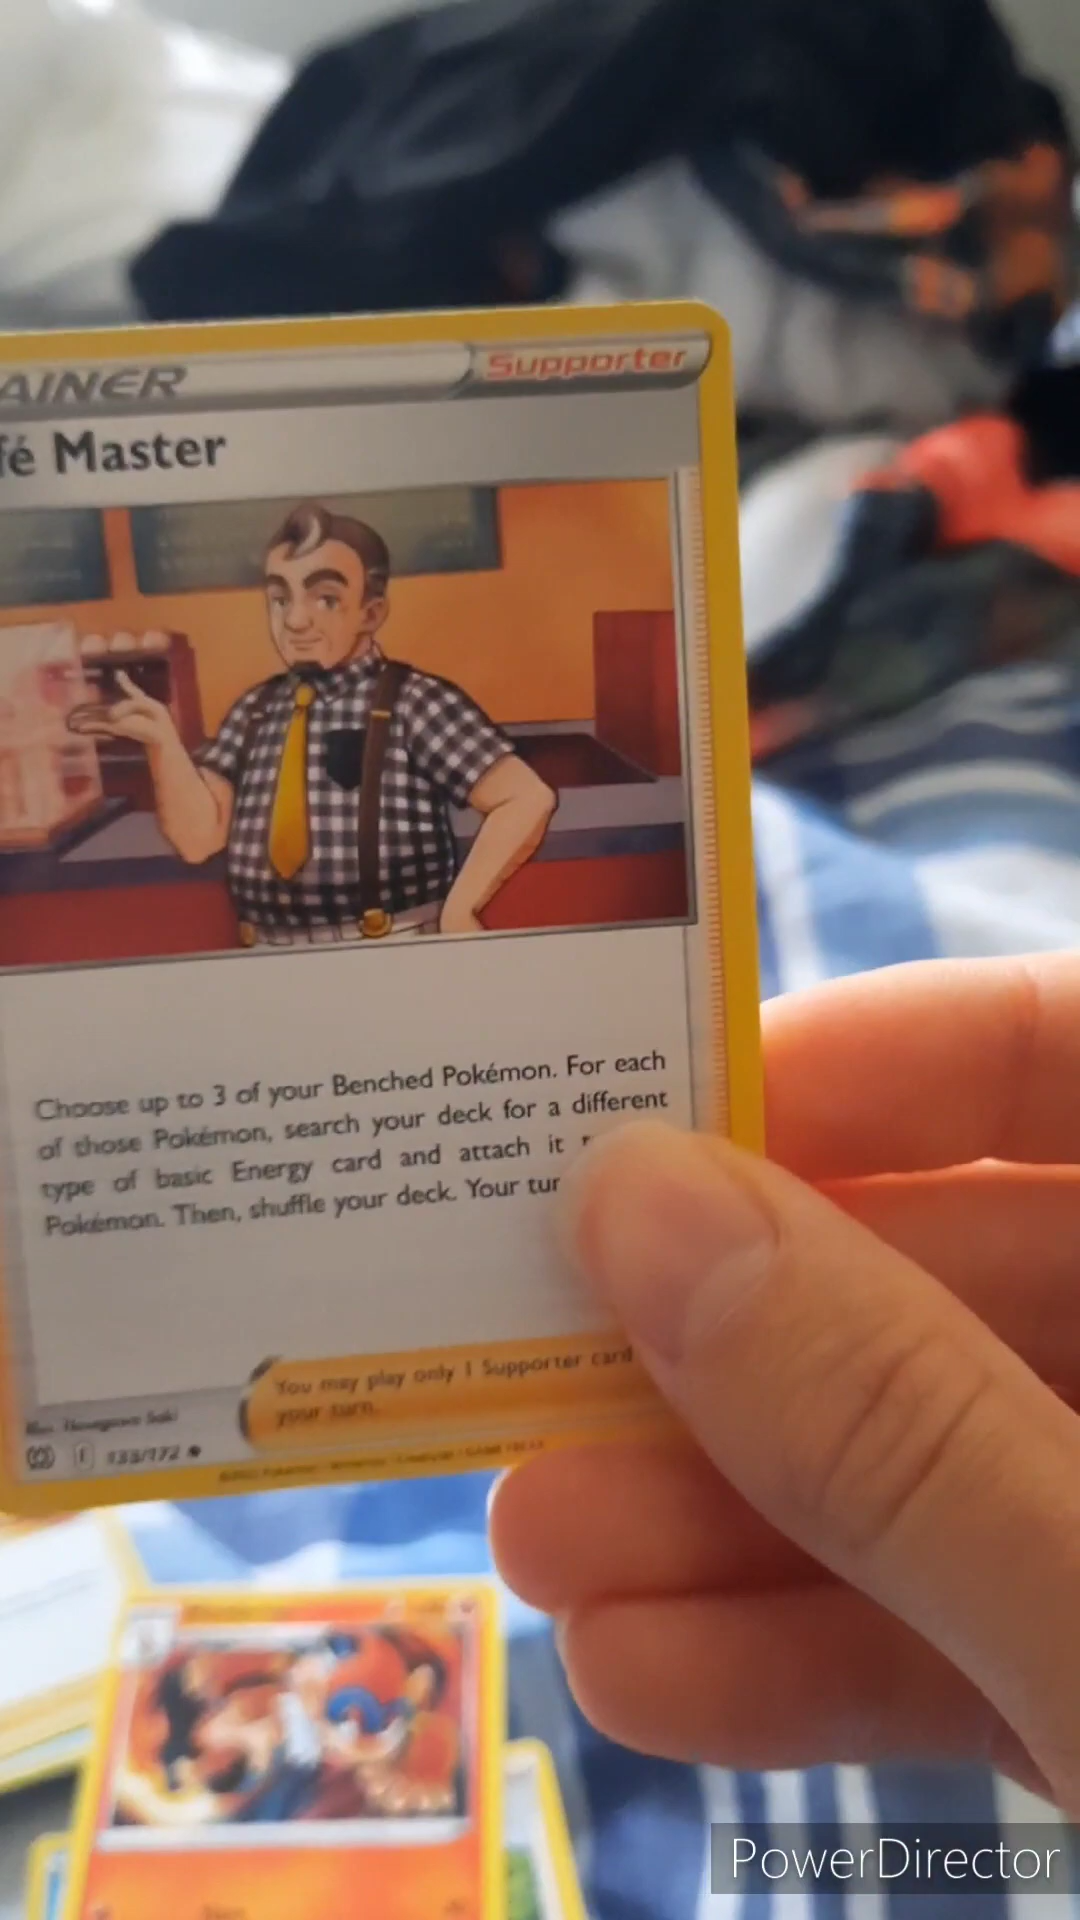 AINER Supporter
fé Master
Choose up to 3 of your Benched Pokémon. For each
of those Pokémon, search your deck for a different
type of basic Energy card and attach it
Pokémon. Then, shuffle your deck. Your tur
You may play only 1 Supporter card
your turn.
133/172
PowerDirector